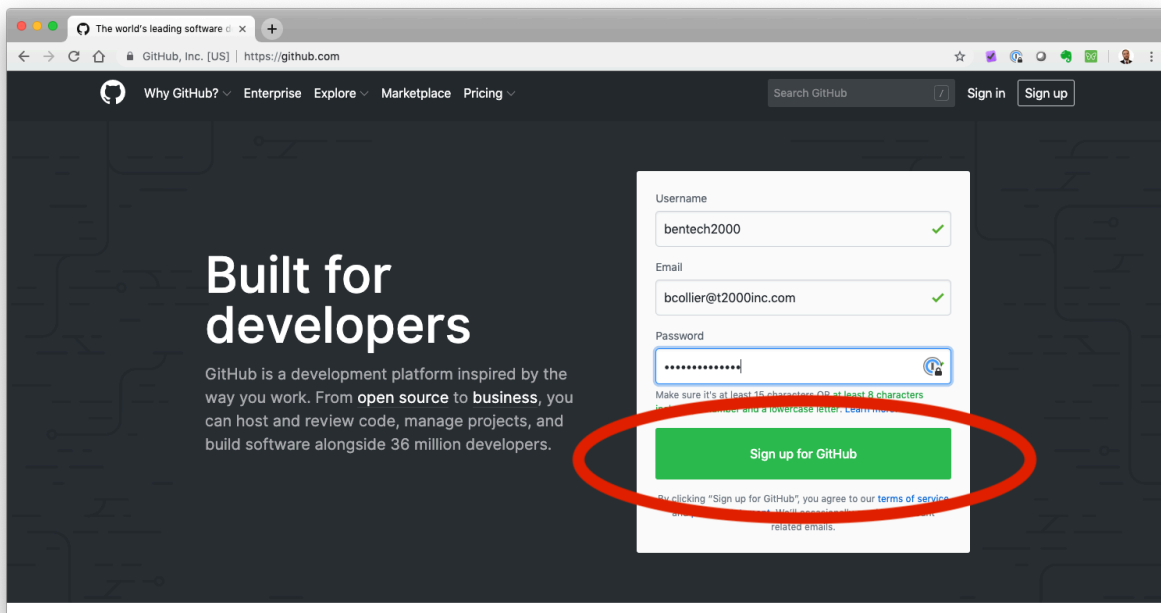 The world's leading software d
GitHub, Inc. [US] | https://github.com
Why GitHub? Enterprise Explore Marketplace Pricing Search GitHub / Sign in Sign up
Username
bentech2000
Email
bcollier@t2000inc.com
Password
••••••••••••••
Built for
developers
GitHub is a development platform inspired by the
way you work. From open source to business, you
can host and review code, manage projects, and
build software alongside 36 million developers.
Make sure it's at least 15 characters OR at least 8 characters
and a lowercase letter. Learn
Sign up for GitHub
By clicking "Sign up for GitHub", you agree to our terms of service
related emails.